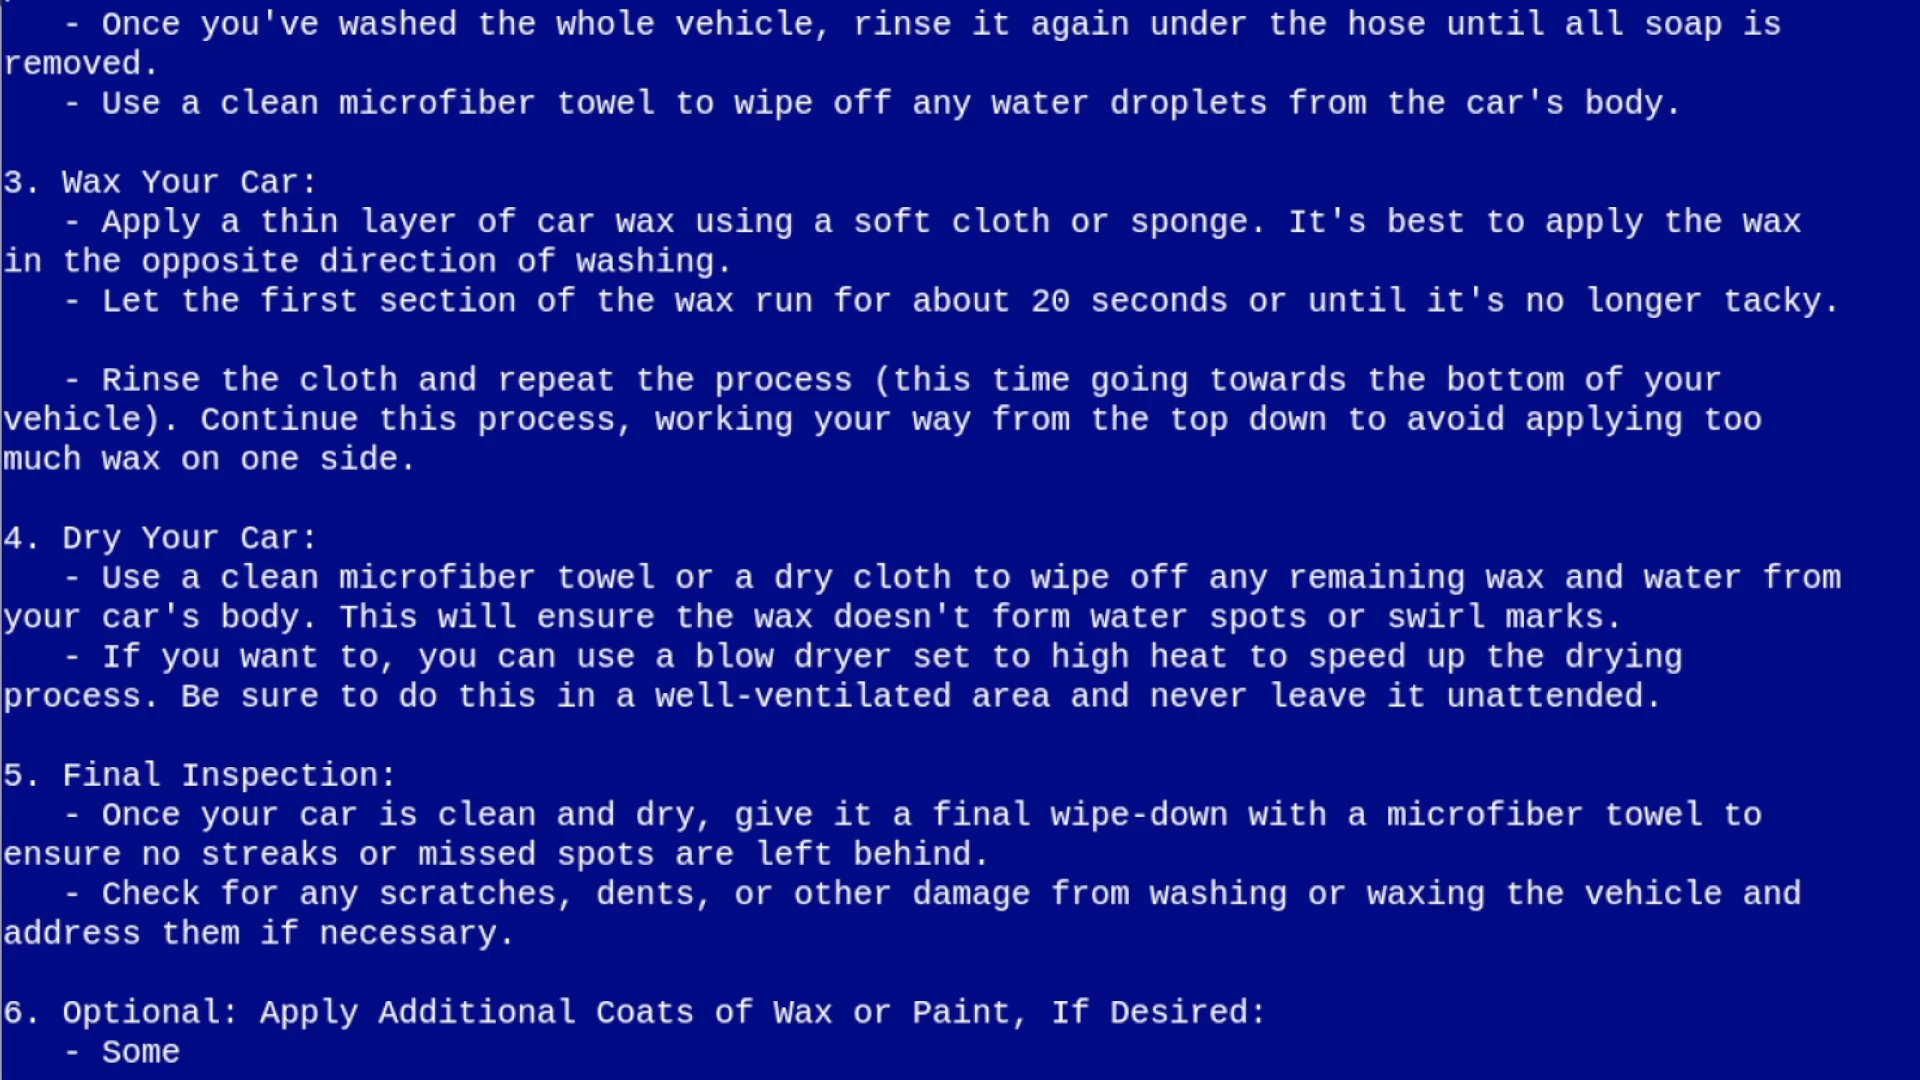 - Once you've washed the whole vehicle, rinse it again under the hose until all soap is
removed.
- Use a clean microfiber towel to wipe off any water droplets from the car's body.
3. Wax Your Car:
- Apply a thin layer of car wax using a soft cloth or sponge. It's best to apply the wax
in the opposite direction of washing.
- Let the first section of the wax run for about 20 seconds or until it's no longer tacky.
- Rinse the cloth and repeat the process (this time going towards the bottom of your
vehicle). Continue this process, working your way from the top down to avoid applying too
much wax on one side.
4. Dry Your Car:
- Use a clean microfiber towel or a dry cloth to wipe off any remaining wax and water from
your car's body. This will ensure the wax doesn't form water spots or swirl marks.
- If you want to, you can use a blow dryer set to high heat to speed up the drying
process. Be sure to do this in a well-ventilated area and never leave it unattended.
5. Final Inspection:
- Once your car is clean and dry, give it a final wipe-down with a microfiber towel to
ensure no streaks or missed spots are left behind.
- Check for any scratches, dents, or other damage from washing or waxing the vehicle and
address them if necessary.
6. Optional: Apply Additional Coats of Wax or Paint, If Desired:
- Some